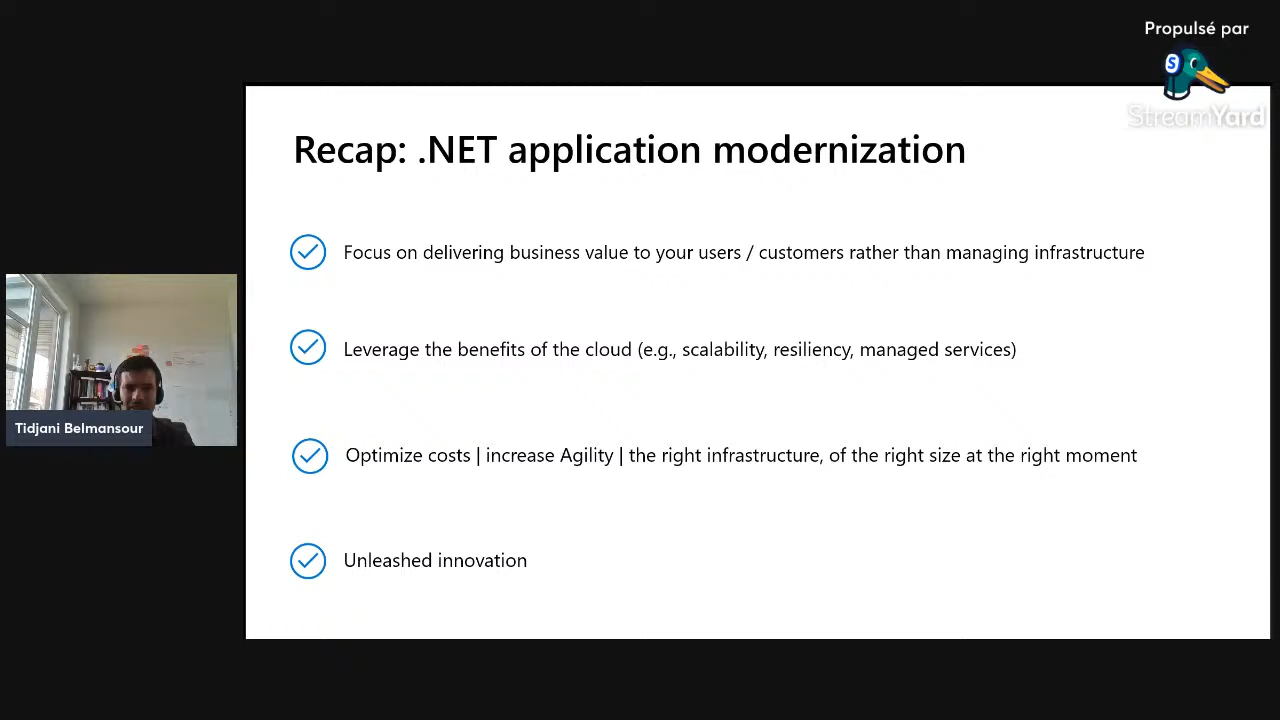 Propulsé par
StreamYard
Recap: .NET application modernization
Focus on delivering business value to your users / customers rather than managing infrastructure
Leverage the benefits of the cloud (e.g., scalability, resiliency, managed services)
Optimize costs | increase Agility | the right infrastructure, of the right size at the right moment
Unleashed innovation
Tidjani Belmansour